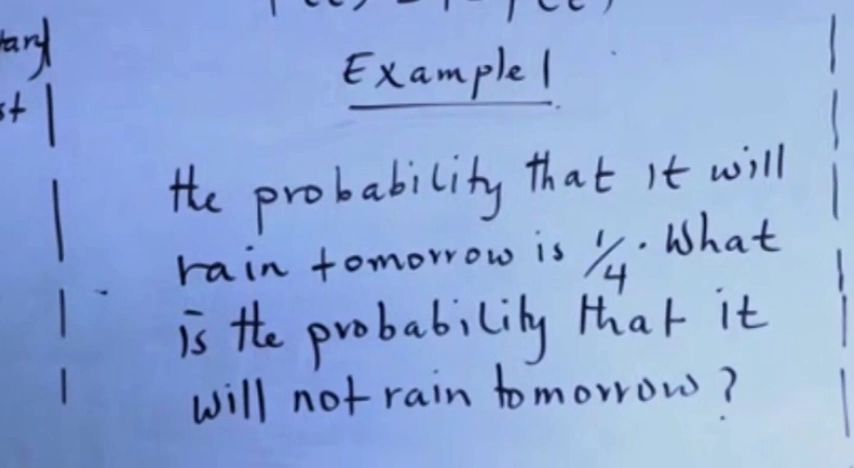 Example 1
the probability that it will
rain tomorrow is 1/4. What
is the probability that it
will not rain tomorrow?